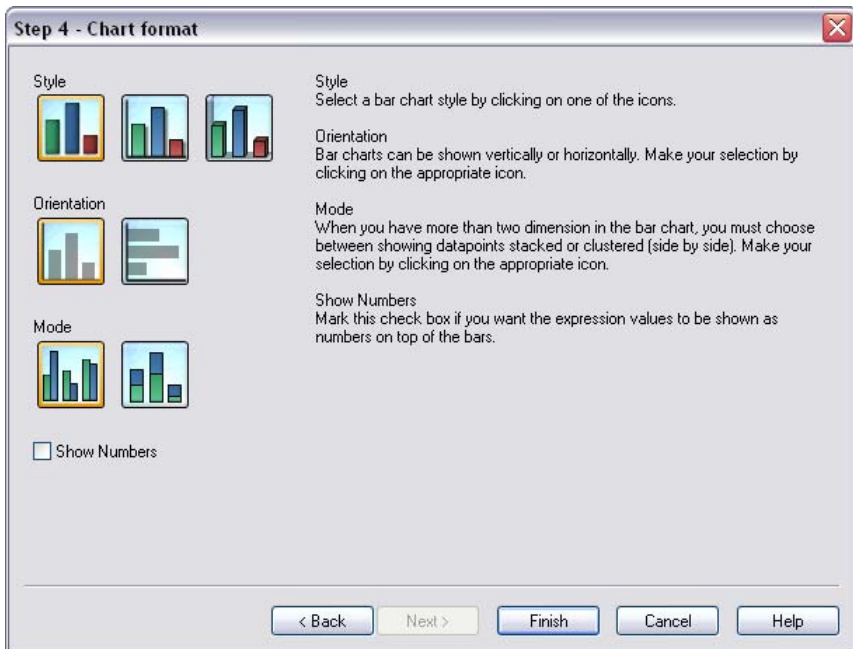 Step 4 - Chart format
Style
Orientation
Mode
Show Numbers
Style
Select a bar chart style by clicking on one of the icons.
Orientation
Bar charts can be shown vertically or horizontally. Make your selection by
clicking on the appropriate icon.
Mode
When you have more than two dimension in the bar chart, you must choose
between showing datapoints stacked or clustered (side by side). Make your
selection by clicking on the appropriate icon.
Show Numbers
Mark this check box if you want the expression values to be shown as
numbers on top of the bars.
< Back
Next >
Finish
Cancel
Help